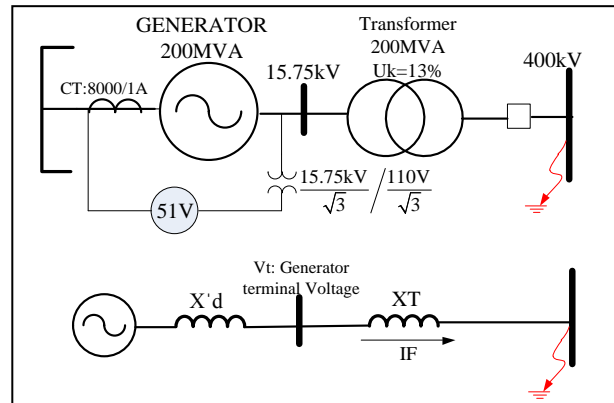 GENERATOR
200MVA
Transformer
200MVA
Uk=13%
CT:8000/1A
15.75kV
400kV
15.75kV/√3 / 110V/√3
51V
Vt: Generator
terminal Voltage
X'd
XT
IF